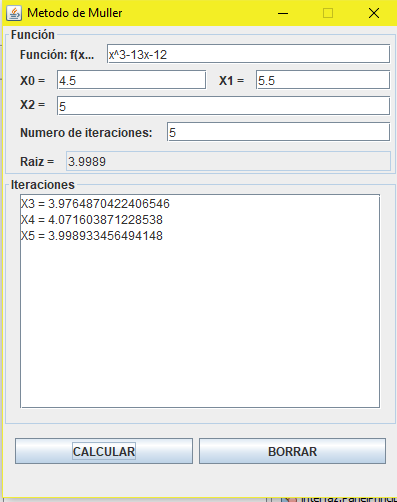 Metodo de Muller
Función
Función: f(x... x^3-13x-12
X0 = 4.5 X1 = 5.5
X2 = 5
Numero de iteraciones: 5
Raiz = 3.9989
Iteraciones
X3 = 3.9764870422406546
X4 = 4.071603871228538
X5 = 3.998933456494148
CALCULAR BORRAR